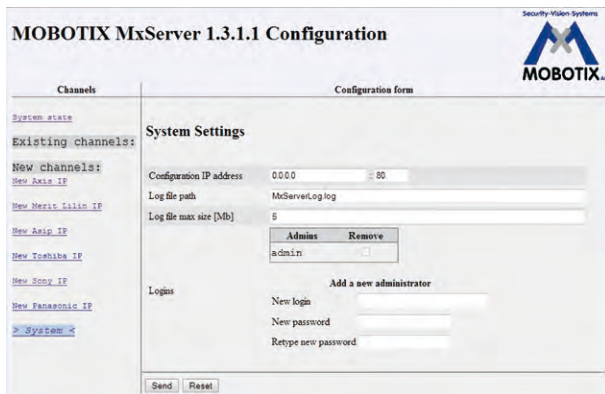 Security-Vision-Systems
MOBOTIX MxServer 1.3.1.1 Configuration
MOBOTIX
Channels
Configuration form
System state
Existing channels:
New channels:
New Axis IP
New Merit Lilin IP
New Asip IP
New Toshiba IP
New Sony IP
New Panasonic IP
> System <
System Settings
Configuration IP address 0.0.0.0 : 80
Log file path MxServerLog.log
Log file max size [Mb] 5
Admins Remove
admin
Logins
Add a new administrator
New login
New password
Retype new password
Send Reset